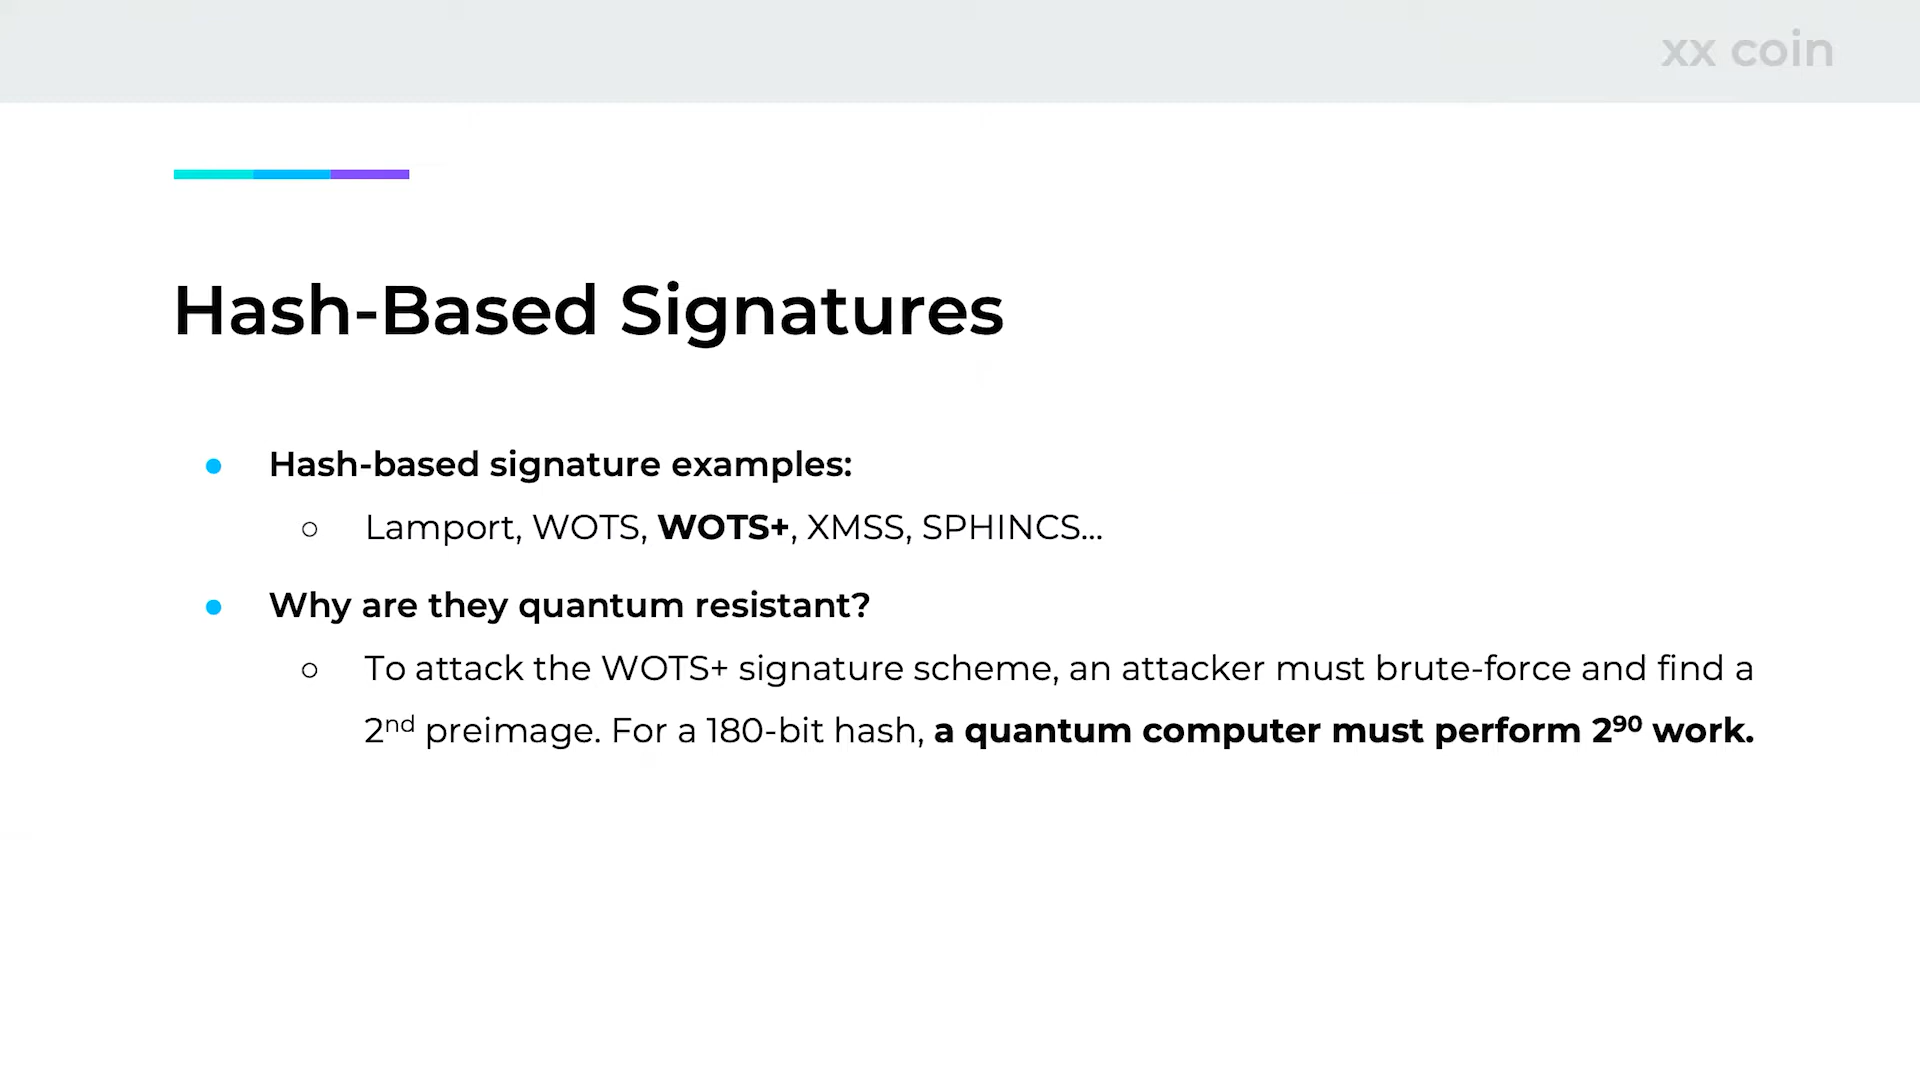 xx coin
Hash-Based Signatures
● Hash-based signature examples:
○ Lamport, WOTS, WOTS+, XMSS, SPHINCS...
● Why are they quantum resistant?
○ To attack the WOTS+ signature scheme, an attacker must brute-force and find a
2ⁿᵈ preimage. For a 180-bit hash, a quantum computer must perform 2⁹⁰ work.